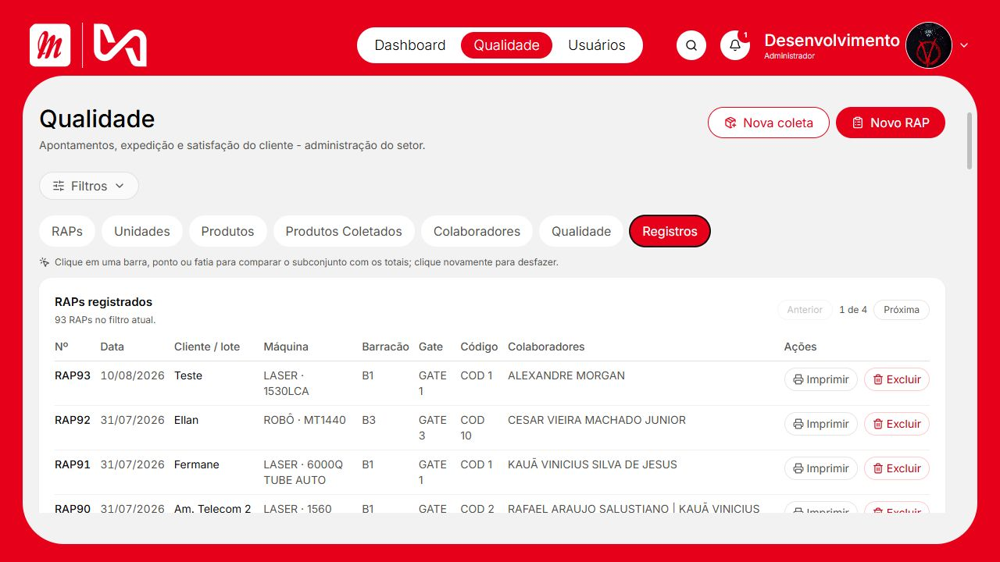 Dashboard
Qualidade
Usuários
1
Desenvolvimento
Administrador
Qualidade
Apontamentos, expedição e satisfação do cliente - administração do setor.
Nova coleta
Novo RAP
Filtros
RAPs
Unidades
Produtos
Produtos Coletados
Colaboradores
Qualidade
Registros
Clique em uma barra, ponto ou fatia para comparar o subconjunto com os totais; clique novamente para desfazer.
RAPs registrados
93 RAPs no filtro atual.
Anterior
1 de 4
Próxima
Nº Data Cliente / lote Máquina Barracão Gate Código Colaboradores Ações
RAP93 10/08/2026 Teste LASER · B1 GATE COD 1 ALEXANDRE MORGAN Imprimir Excluir
1530LCA 1
RAP92 31/07/2026 Ellan ROBÔ · MT1440 B3 GATE COD CESAR VIEIRA MACHADO JUNIOR Imprimir Excluir
3 10
RAP91 31/07/2026 Fermane LASER · 6000Q B1 GATE COD 1 KAUÃ VINICIUS SILVA DE JESUS Imprimir Excluir
TUBE AUTO 1
RAP90 31/07/2026 Am. Telecom 2 LASER · 1560 B1 GATE COD 2 RAFAEL ARAUJO SALUSTIANO | KAUÃ VINICIUS Imprimir Excluir